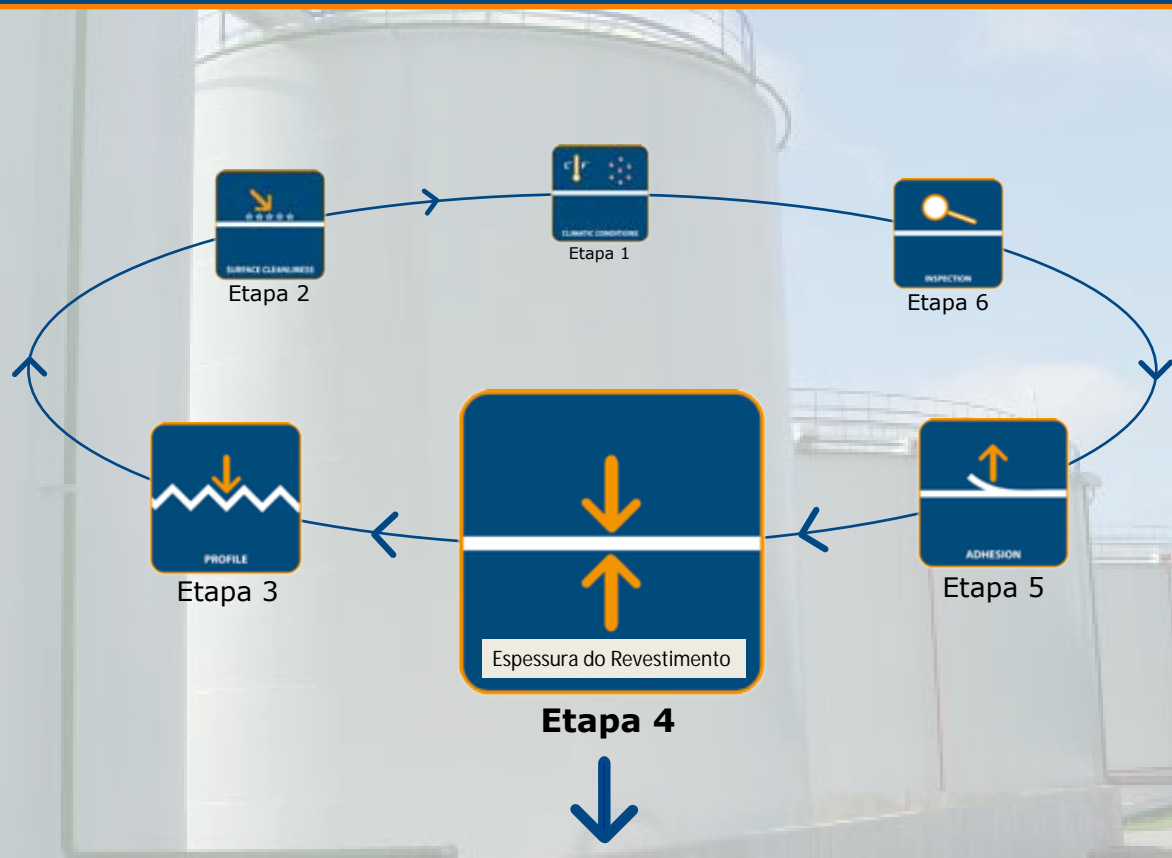 CLIMATIC CONDITIONS
Etapa 1
SURFACE CLEANLINESS
Etapa 2
INSPECTION
Etapa 6
PROFILE
Etapa 3
Espessura do Revestimento
Etapa 4
ADHESION
Etapa 5